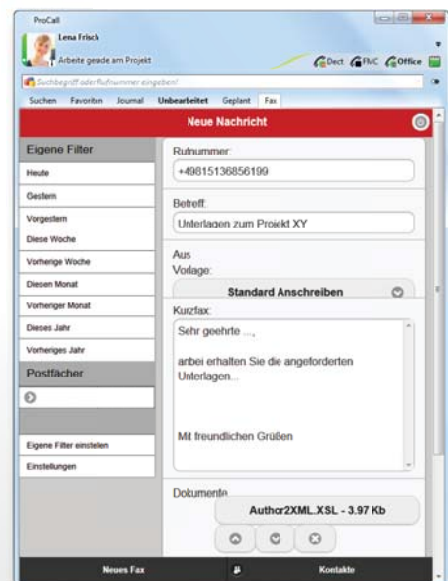 ProCall
Lena Frisch
Arbeite gerade am Projekt
Dect FMC Office
Suchbegriff oder Rufnummer eingeben!
Suchen Favoriten Journal Unbearbeitet Geplant Fax
Neue Nachricht
Eigene Filter
Heute
Gestern
Vorgestern
Diese Woche
Vorherige Woche
Diesen Monat
Vorheriger Monat
Dieses Jahr
Vorheriges Jahr
Postfächer
Eigene Filter einstellen
Einstellungen
Rufnummer:
+49815136856199
Betreff:
Unterlagen zum Projekt XY
Aus
Vorlage:
Standard Anschreiben
Kurzfax:
Sehr geehrte ...,
arbei erhalten Sie die angeforderten
Unterlagen...
Mit freundlichen Grüßen
Dokumente
Author2XML.XSL - 3.97 Kb
Neues Fax
Kontakte